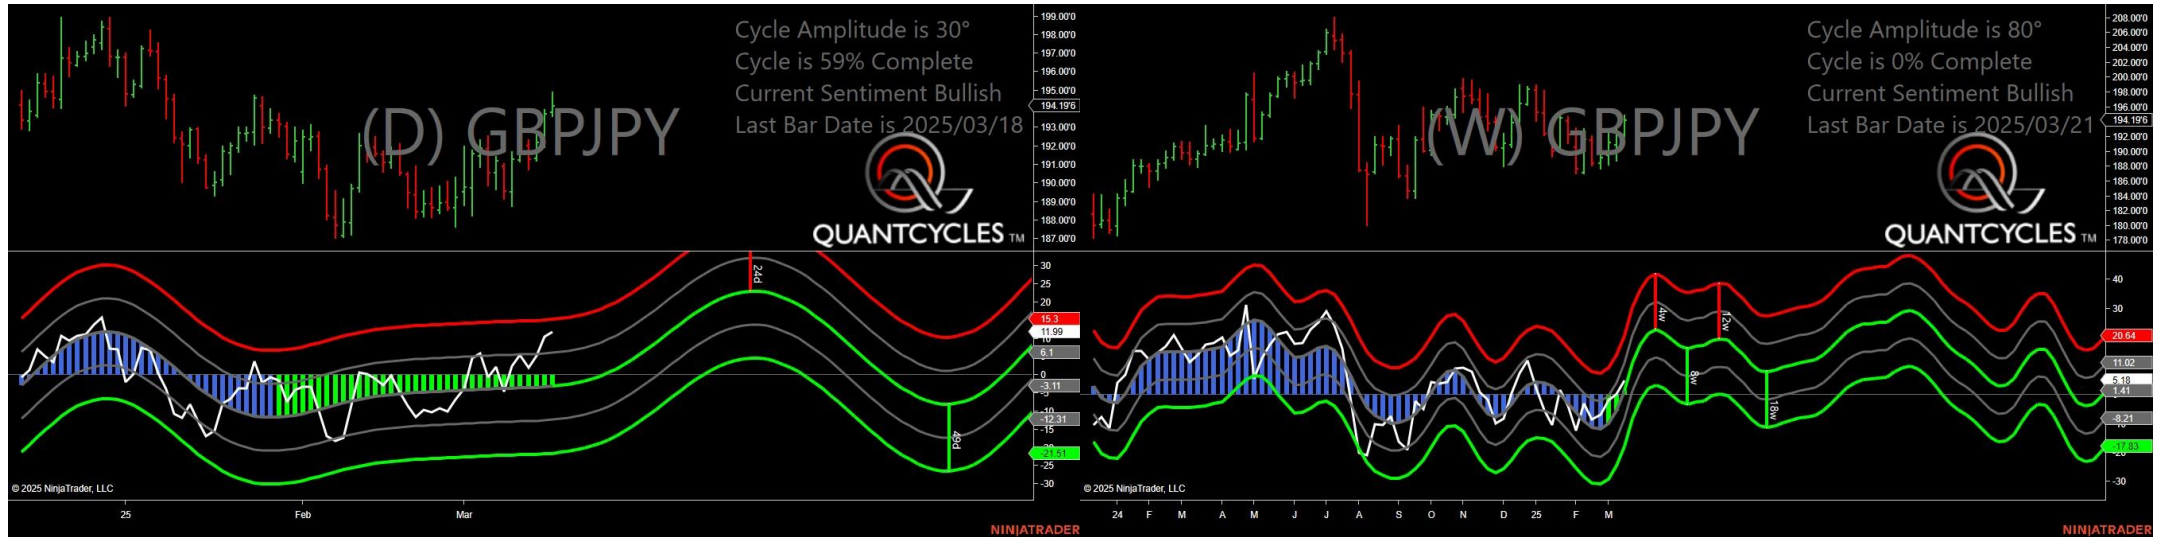 Cycle Amplitude is 30°
Cycle is 59% Complete
Current Sentiment Bullish
Last Bar Date is 2025/03/18
(D) GBPJPY
QUANTCYCLES TM
199.00'0
198.00'0
197.00'0
196.00'0
195.00'0
194.19'6
193.00'0
192.00'0
191.00'0
190.00'0
189.00'0
188.00'0
187.00'0
24d
49d
30
25
20
15.3
11.99
10
6.1
0
-3.11
-5
-10
-12.31
-15
-21.51
-25
-30
© 2025 NinjaTrader, LLC
25
Feb
Mar
NINJATRADER
Cycle Amplitude is 80°
Cycle is 0% Complete
Current Sentiment Bullish
Last Bar Date is 2025/03/21
(W) GBPJPY
QUANTCYCLES TM
208.00'0
206.00'0
204.00'0
202.00'0
200.00'0
198.00'0
196.00'0
194.19'6
192.00'0
190.00'0
188.00'0
186.00'0
184.00'0
182.00'0
180.00'0
178.00'0
4w
8w
12w
18w
40
30
20.64
11.02
5.18
1.41
-8.21
-17.83
-20
-30
© 2025 NinjaTrader, LLC
24 F M A M J J A S O N D 25 F M
NINJATRADER